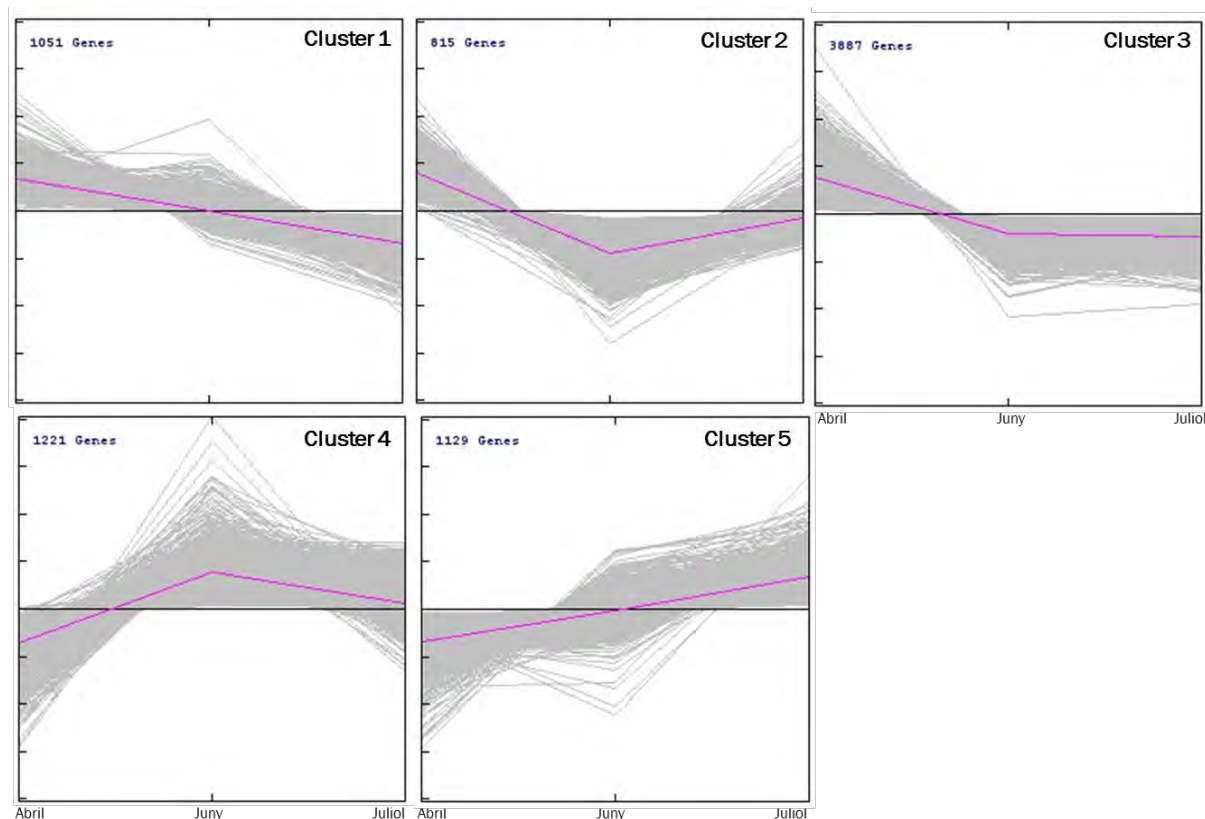 1051 Genes Cluster 1
815 Genes Cluster 2
3887 Genes Cluster 3
Abril Juny Juliol
1221 Genes Cluster 4
1129 Genes Cluster 5
Abril Juny Juliol
Abril Juny Juliol